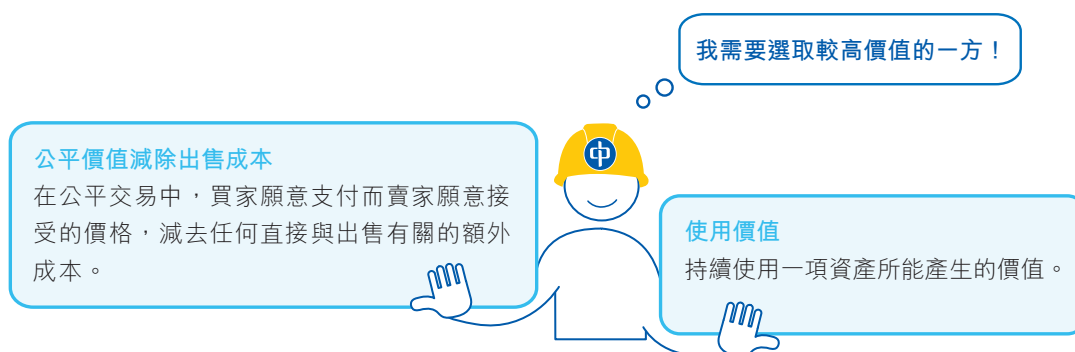 我需要選取較高價值的一方！
公平價值減除出售成本
在公平交易中，買家願意支付而賣家願意接
受的價格，減去任何直接與出售有關的額外
成本。
使用價值
持續使用一項資產所能產生的價值。